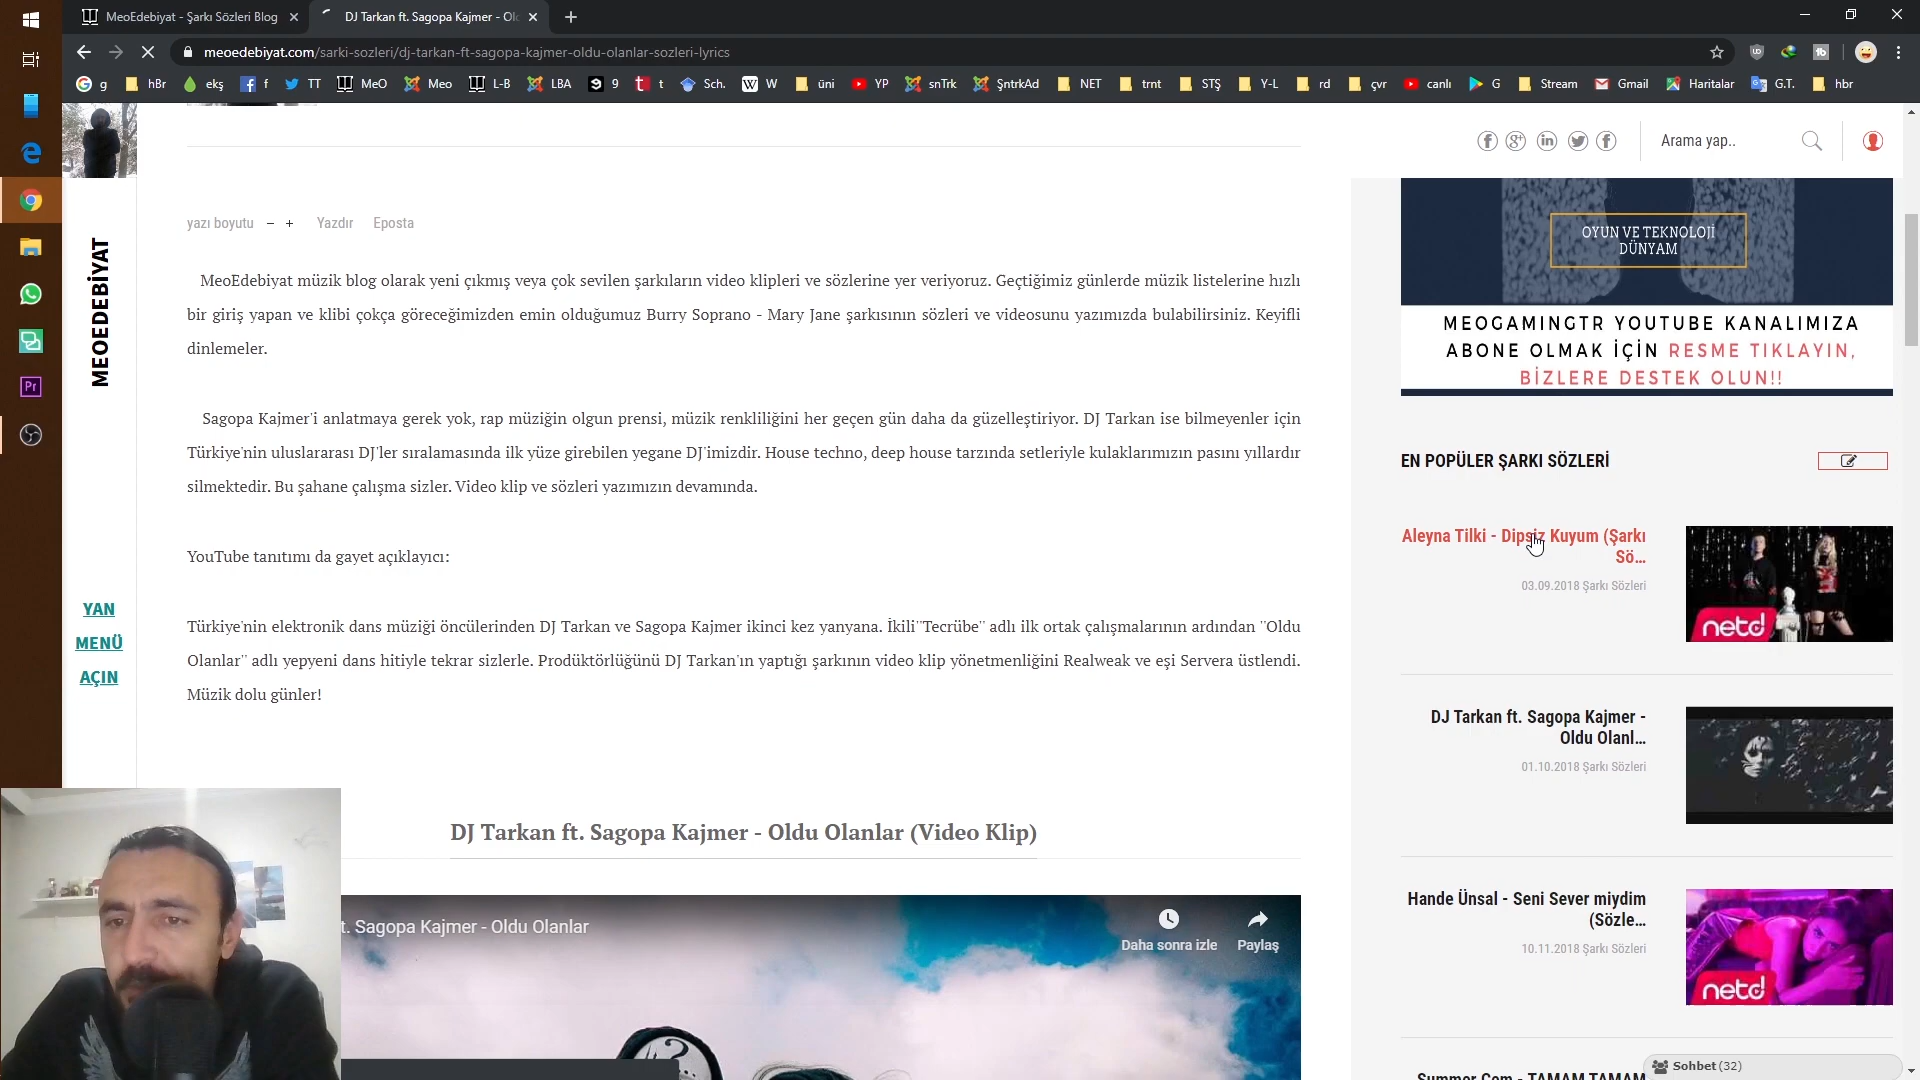 MeoEdebiyat - Şarkı Sözleri Blog
DJ Tarkan ft. Sagopa Kajmer - Ol
meoedebiyat.com/sarki-sozleri/dj-tarkan-ft-sagopa-kajmer-oldu-olanlar-sozleri-lyrics
g hBr ekş f TT MeO Meo L-B LBA 9 t Sch. W üni YP snTrk ŞntrkAd NET trnt STŞ Y-L rd çvr canlı G Stream Gmail Haritalar G.T. hbr
Arama yap..
MEOEDEBİYAT
YAN
MENÜ
AÇIN
yazı boyutu − + Yazdır Eposta
MeoEdebiyat müzik blog olarak yeni çıkmış veya çok sevilen şarkıların video klipleri ve sözlerine yer veriyoruz. Geçtiğimiz günlerde müzik listelerine hızlı
bir giriş yapan ve klibi çokça göreceğimizden emin olduğumuz Burry Soprano - Mary Jane şarkısının sözleri ve videosunu yazımızda bulabilirsiniz. Keyifli
dinlemeler.
Sagopa Kajmer'i anlatmaya gerek yok, rap müziğin olgun prensi, müzik renkliliğini her geçen gün daha da güzelleştiriyor. DJ Tarkan ise bilmeyenler için
Türkiye'nin uluslararası DJ'ler sıralamasında ilk yüze girebilen yegane DJ'imizdir. House techno, deep house tarzında setleriyle kulaklarımızın pasını yıllardır
silmektedir. Bu şahane çalışma sizler. Video klip ve sözleri yazımızın devamında.
YouTube tanıtımı da gayet açıklayıcı:
Türkiye'nin elektronik dans müziği öncülerinden DJ Tarkan ve Sagopa Kajmer ikinci kez yanyana. İkili''Tecrübe'' adlı ilk ortak çalışmalarının ardından ''Oldu
Olanlar'' adlı yepyeni dans hitiyle tekrar sizlerle. Prodüktörlüğünü DJ Tarkan'ın yaptığı şarkının video klip yönetmenliğini Realweak ve eşi Servera üstlendi.
Müzik dolu günler!
DJ Tarkan ft. Sagopa Kajmer - Oldu Olanlar (Video Klip)
t. Sagopa Kajmer - Oldu Olanlar
Daha sonra izle
Paylaş
OYUN VE TEKNOLOJİ
DÜNYAM
MEOGAMINGTR YOUTUBE KANALIMIZA
ABONE OLMAK İÇİN RESME TIKLAYIN,
BİZLERE DESTEK OLUN!!
EN POPÜLER ŞARKI SÖZLERİ
Aleyna Tilki - Dipsiz Kuyum (Şarkı
Sö...
03.09.2018 Şarkı Sözleri
netd
DJ Tarkan ft. Sagopa Kajmer -
Oldu Olanl...
01.10.2018 Şarkı Sözleri
Hande Ünsal - Seni Sever miydim
(Sözle...
10.11.2018 Şarkı Sözleri
netd
Summer Cem - TAMAM TAMAM
Sohbet (32)